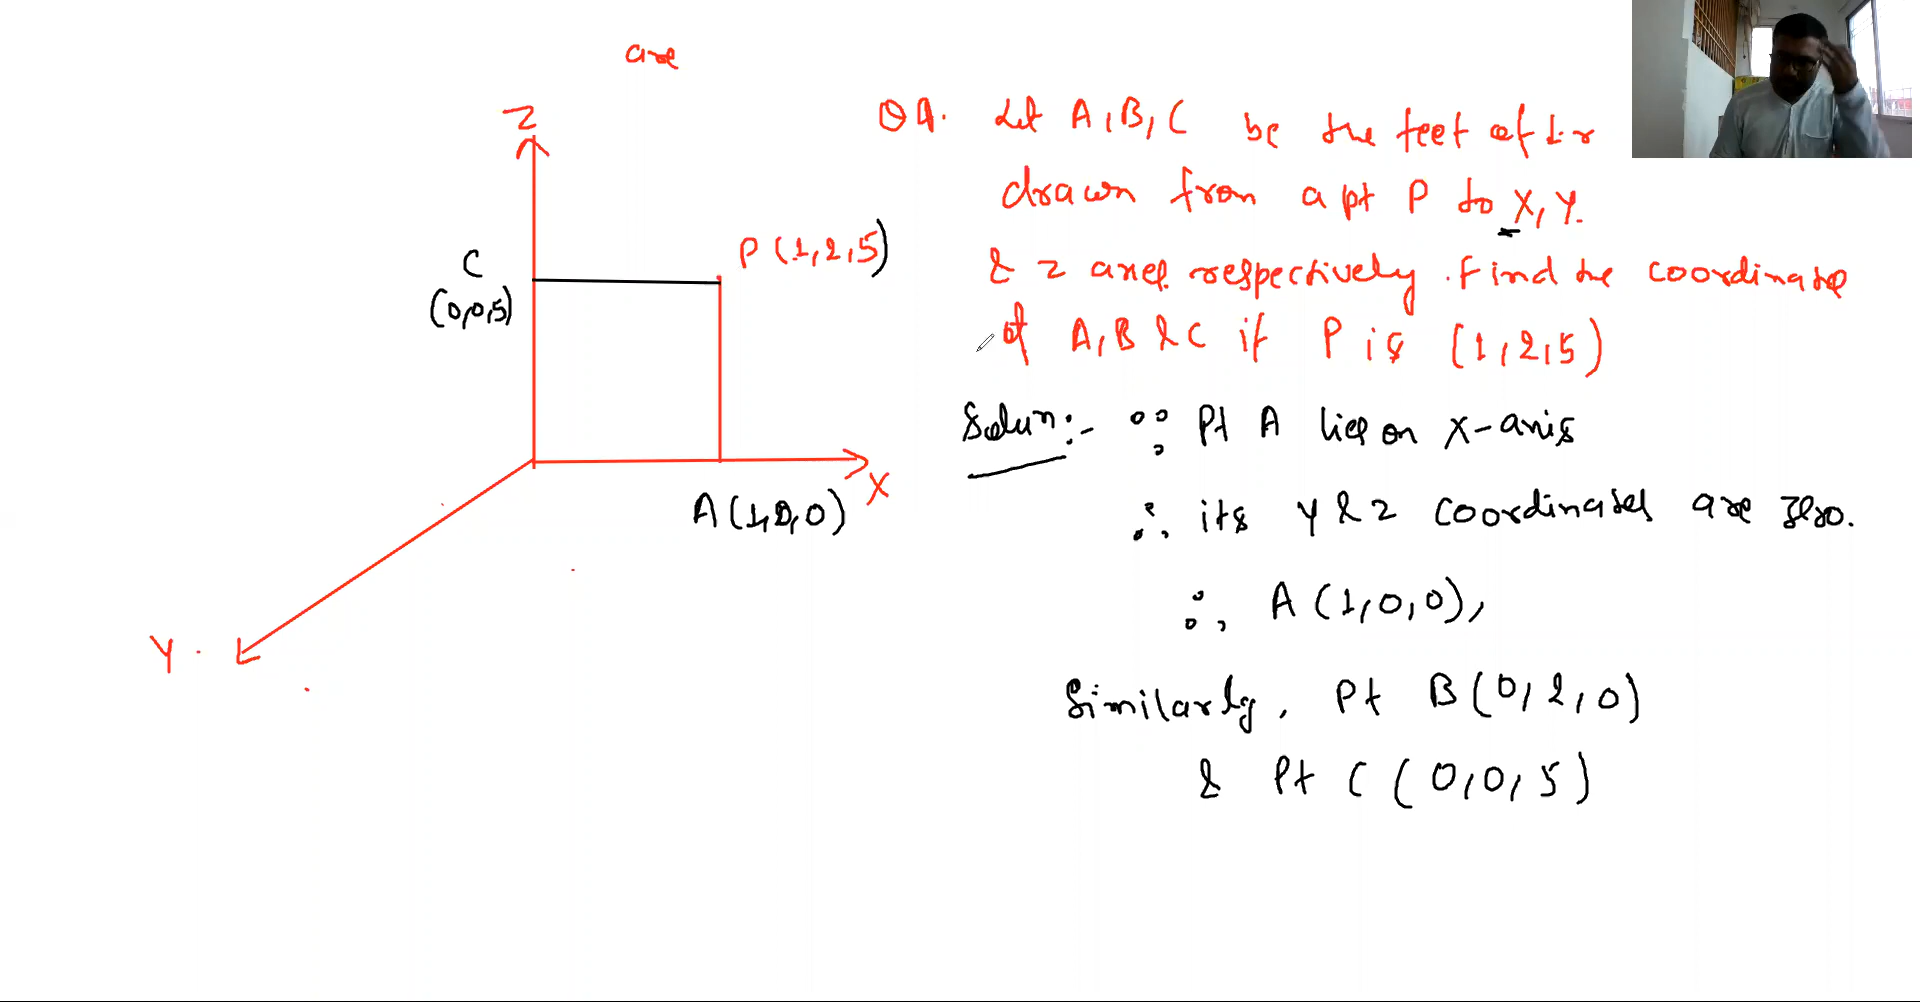 are
Z
C
(0,0,5)
P (1,2,5)
X
A (1,0,0)
Y.
Q4. Let A, B, C be the feet of ⊥r
drawn from a pt P to X, Y.
& z axes respectively. Find the coordinates
of A, B & C if P is (1,2,5)
Solun:- ∵ Pt A lies on X-axis
∴ its Y & z coordinates are zero.
∴ A (1,0,0),
Similarly, Pt B (0,2,0)
& Pt C (0,0,5)